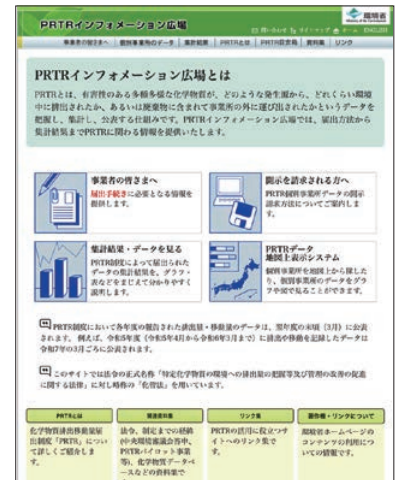 PRTRインフォメーション広場
環境省
お問い合わせ サイトマップ ホーム ENGLISH
事業者の皆さまへ 個別事業所のデータ 集計結果 PRTRとは PRTR目安箱 資料集 リンク
PRTRインフォメーション広場とは
PRTRとは、有害性のある多種多様な化学物質が、どのような発生源から、どれくらい環境
中に排出されたか、あるいは廃棄物に含まれて事業所の外に運び出されたかというデータを
把握し、集計し、公表する仕組みです。PRTRインフォメーション広場では、届出方法から
集計結果までPRTRに関わる情報を提供いたします。
事業者の皆さまへ
届出手続きに必要となる情報を
提供します。
開示を請求される方へ
PRTR個別事業所データの開示
請求方法についてご案内しま
す。
集計結果・データを見る
PRTR制度によって届出られた
データの集計結果を、グラフ・
表などをまじえて分かりやすく
説明します。
PRTRデータ
地図上表示システム
個別事業所を地図上から探した
り、個別事業所のデータをグラ
フや図で見ることができます。
PRTR制度において各年度の報告された排出量・移動量のデータは、翌年度の末頃(3月)に公表
されます。例えば、令和5年度(令和5年4月から令和6年3月まで)に排出や移動を記録したデータは
令和7年の3月ごろに公表されます。
このサイトでは法令の正式名称「特定化学物質の環境への排出量の把握等及び管理の改善の促進
に関する法律」に対し略称の「化管法」を用いています。
PRTRとは
化学物質排出移動量届
出制度「PRTR」につい
て詳しくご紹介しま
す。
関連資料集
法令、制定までの経緯
(中央環境審議会答申、
PRTRパイロット事業
等)、化学物質データベ
ースなどの資料集で
リンク集
PRTRの活用に役立つサ
イトへのリンク集で
す。
著作権・リンクについて
環境省ホームページの
コンテンツの利用につ
いての情報です。